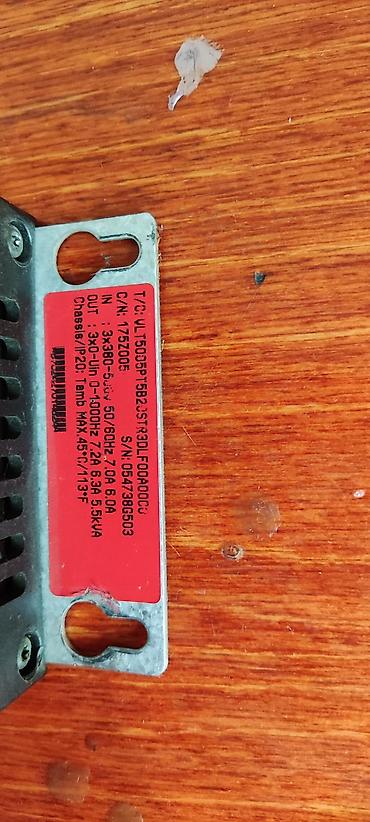 T/C: VLT5005PT5B20STR3DLF00A00C0
C/N: 175Z005 S/N: 054738G503
IN : 3x380-500V 50/60Hz 7.0A 6.0A
OUT : 3x0-Uin 0-1000Hz 7.2A 6.3A 5.5kVA
Chassis/IP20: Tamb MAX.45°C/113°F